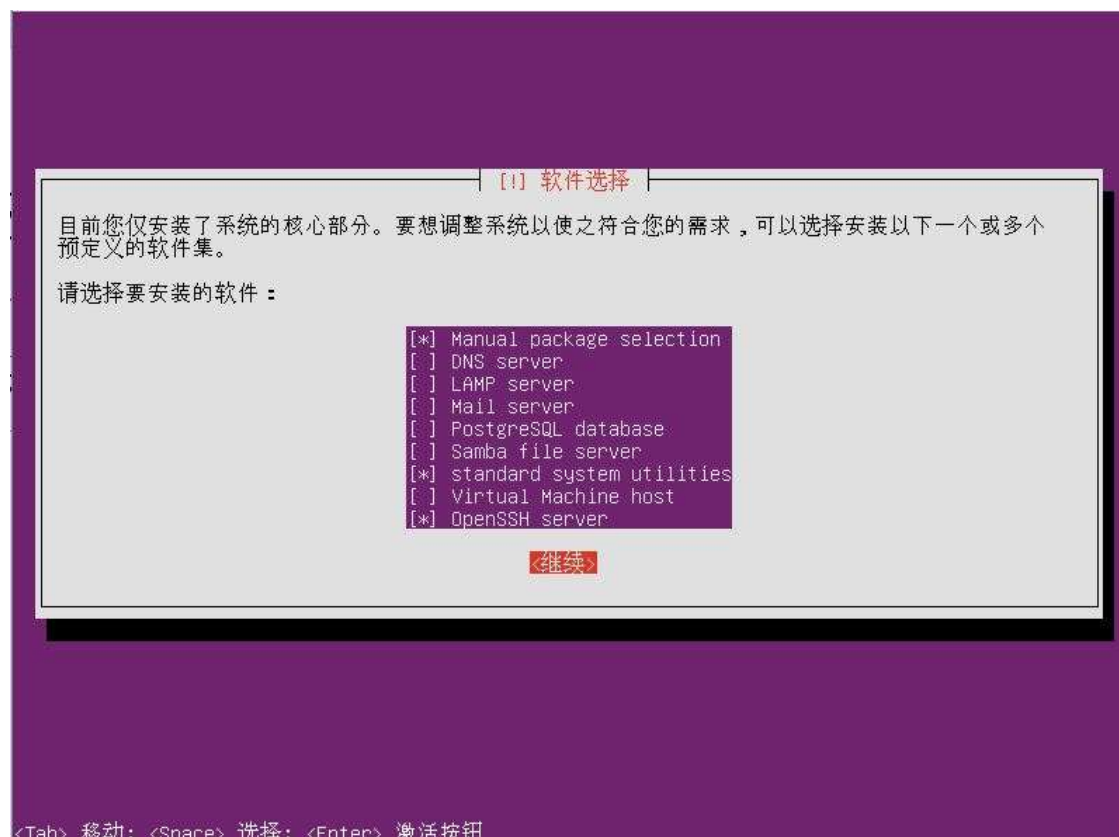 [!] 软件选择
目前您仅安装了系统的核心部分。要想调整系统以使之符合您的需求，可以选择安装以下一个或多个
预定义的软件集。
请选择要安装的软件：
[*] Manual package selection
[ ] DNS server
[ ] LAMP server
[ ] Mail server
[ ] PostgreSQL database
[ ] Samba file server
[*] standard system utilities
[ ] Virtual Machine host
[*] OpenSSH server
<继续>
<Tab> 移动; <Space> 选择; <Enter> 激活按钮